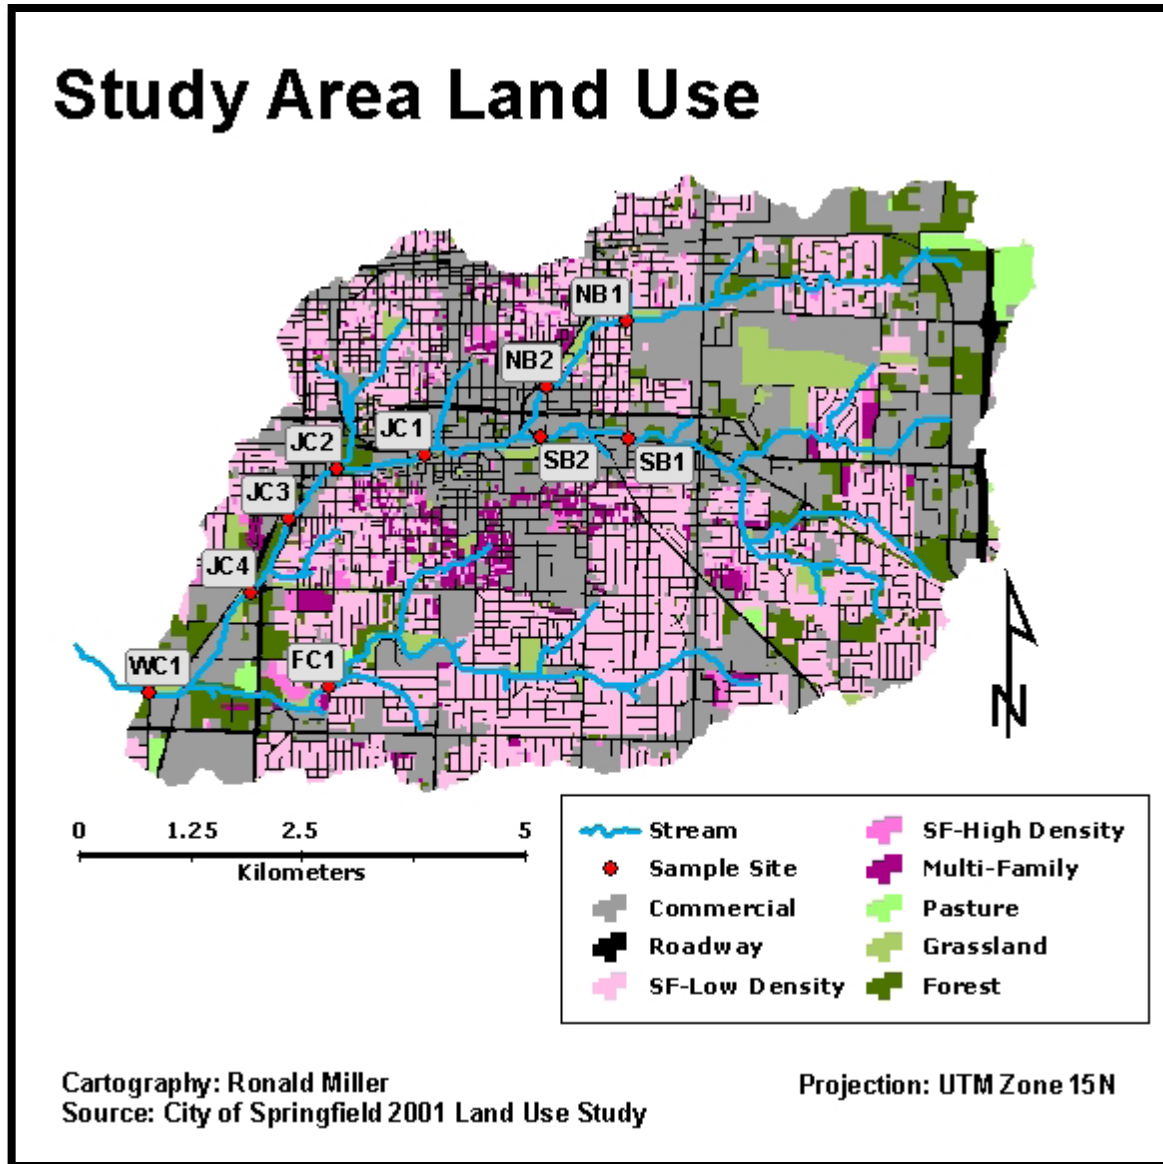 Study Area Land Use
NB1
NB2
JC2
JC1
SB2
SB1
JC3
JC4
WC1
FC1
N
0 1.25 2.5 5
Kilometers
Stream
Sample Site
Commercial
Roadway
SF-Low Density
SF-High Density
Multi-Family
Pasture
Grassland
Forest
Cartography: Ronald Miller
Source: City of Springfield 2001 Land Use Study
Projection: UTM Zone 15N